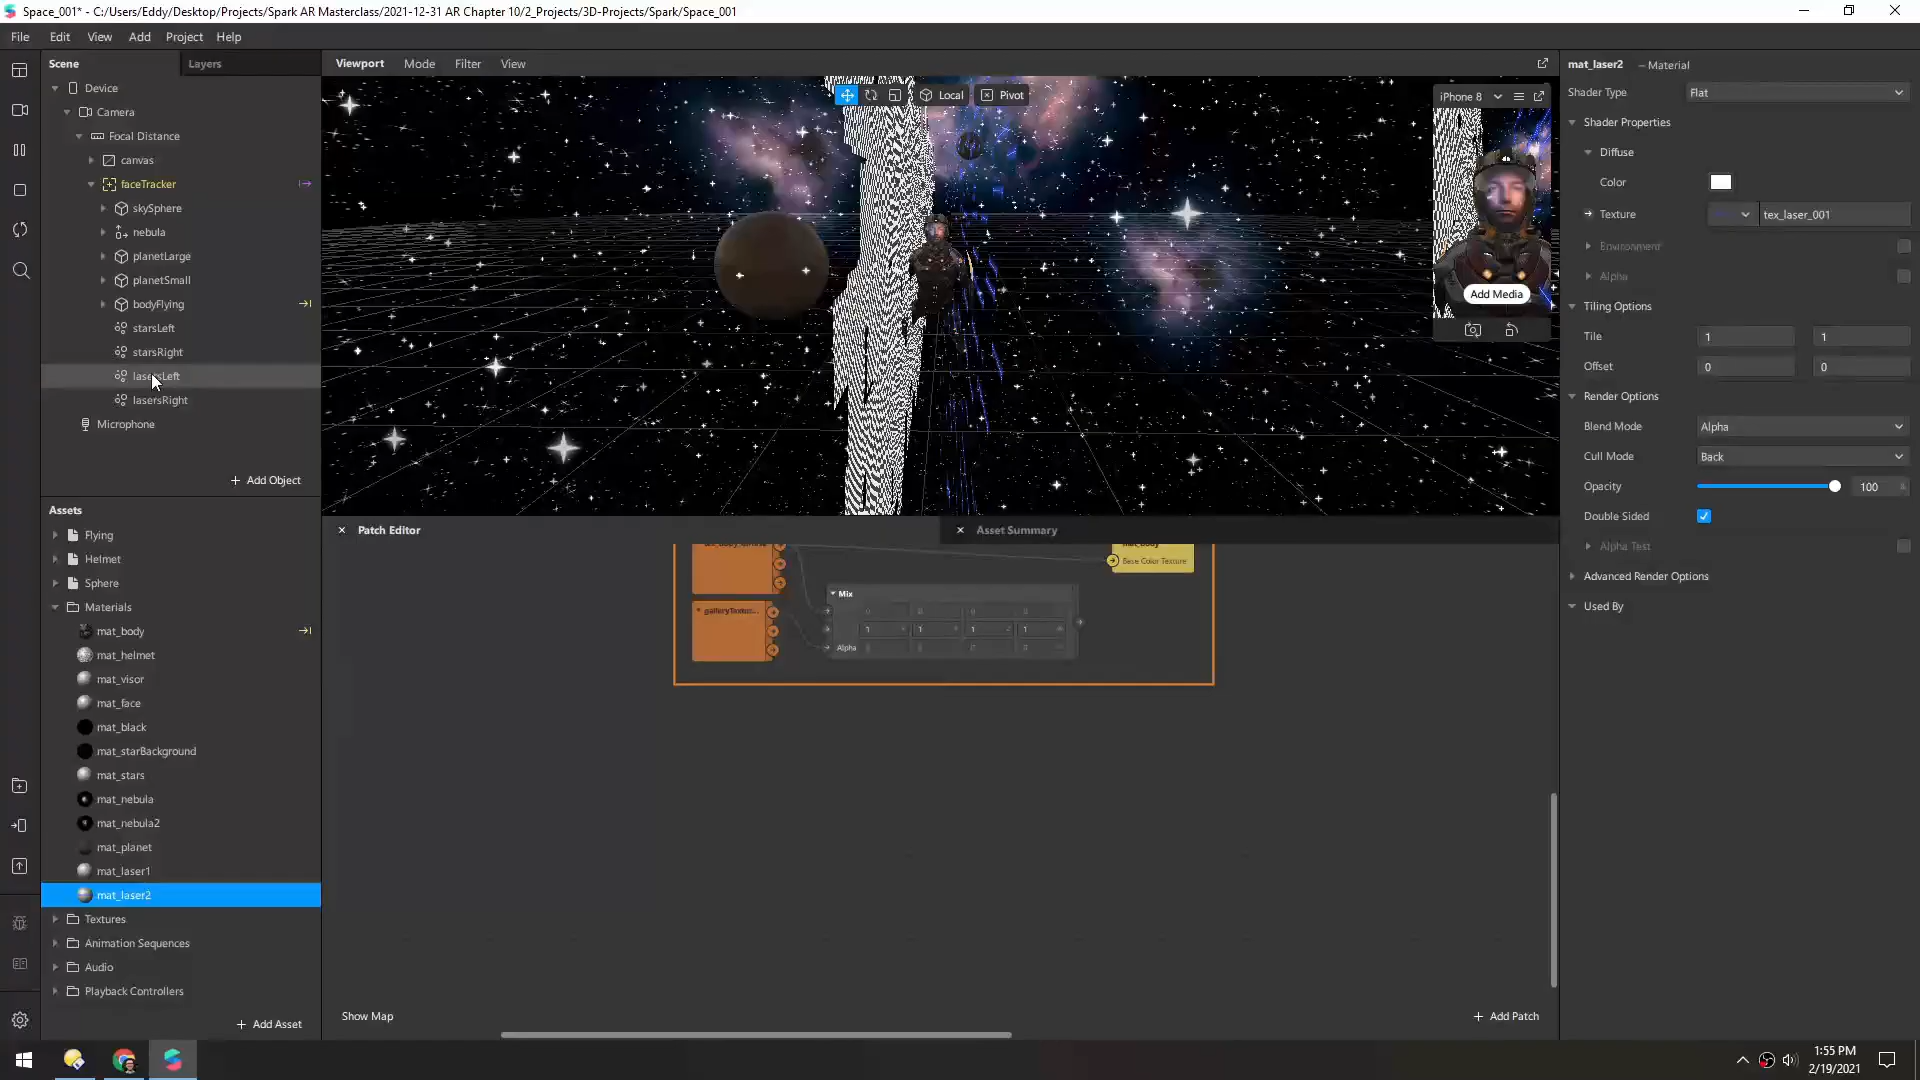 Space_001* - C:/Users/Eddy/Desktop/Projects/Spark AR Masterclass/2021-12-31 AR Chapter 10/2_Projects/3D-Projects/Spark/Space_001
File Edit View Add Project Help
Scene Layers
Device
Camera
Focal Distance
canvas
faceTracker
skySphere
nebula
planetLarge
planetSmall
bodyFlying
starsLeft
starsRight
lasersLeft
lasersRight
Microphone
+ Add Object
Assets
Flying
Helmet
Sphere
Materials
mat_body
mat_helmet
mat_visor
mat_face
mat_black
mat_starBackground
mat_stars
mat_nebula
mat_nebula2
mat_planet
mat_laser1
mat_laser2
Textures
Animation Sequences
Audio
Playback Controllers
+ Add Asset
Viewport Mode Filter View
Local Pivot
iPhone 8
Add Media
Patch Editor Asset Summary
Base Color Texture
Mix
1 1 1 1
Alpha
Show Map
+ Add Patch
mat_laser2 – Material
Shader Type Flat
Shader Properties
Diffuse
Color
Texture tex_laser_001
Environment
Alpha
Tiling Options
Tile 1 1
Offset 0 0
Render Options
Blend Mode Alpha
Cull Mode Back
Opacity 100
Double Sided
Alpha Test
Advanced Render Options
Used By
1:55 PM
2/19/2021